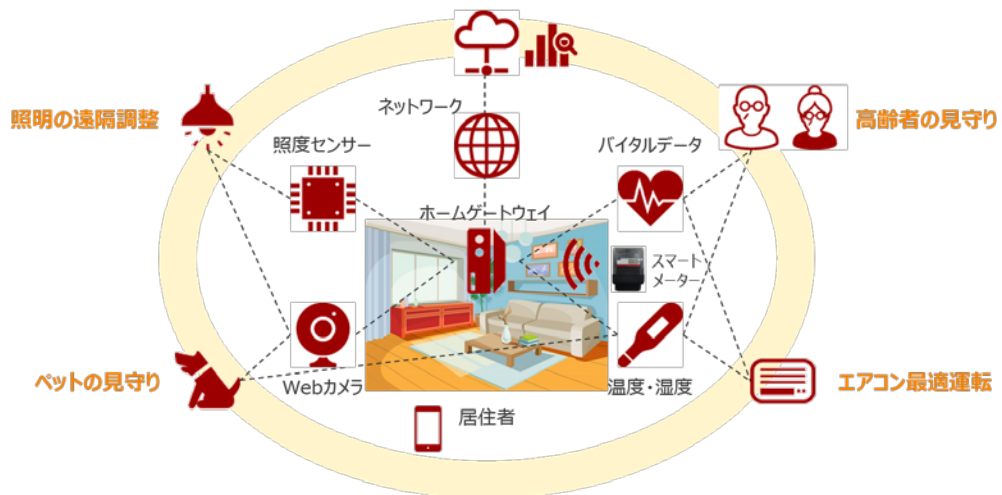 ネットワーク
照明の遠隔調整
高齢者の見守り
照度センサー
バイタルデータ
ホームゲートウェイ
スマート
メーター
ペットの見守り
Webカメラ
温度・湿度
エアコン最適運転
居住者